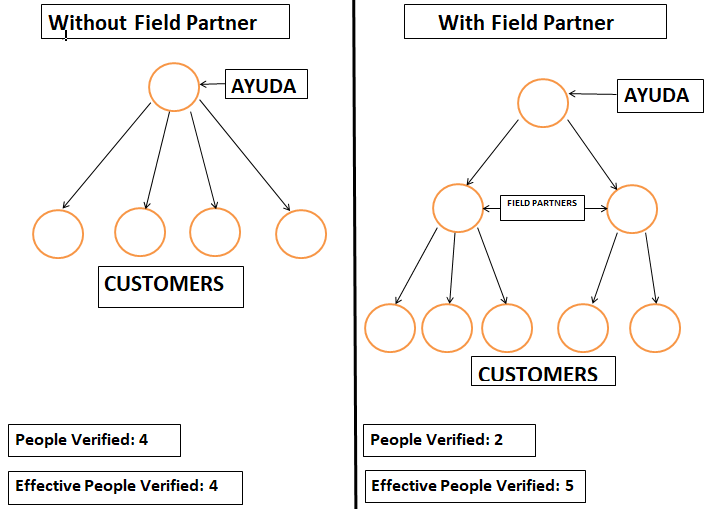 Without Field Partner
AYUDA
CUSTOMERS
People Verified: 4
Effective People Verified: 4
With Field Partner
AYUDA
FIELD PARTNERS
CUSTOMERS
People Verified: 2
Effective People Verified: 5